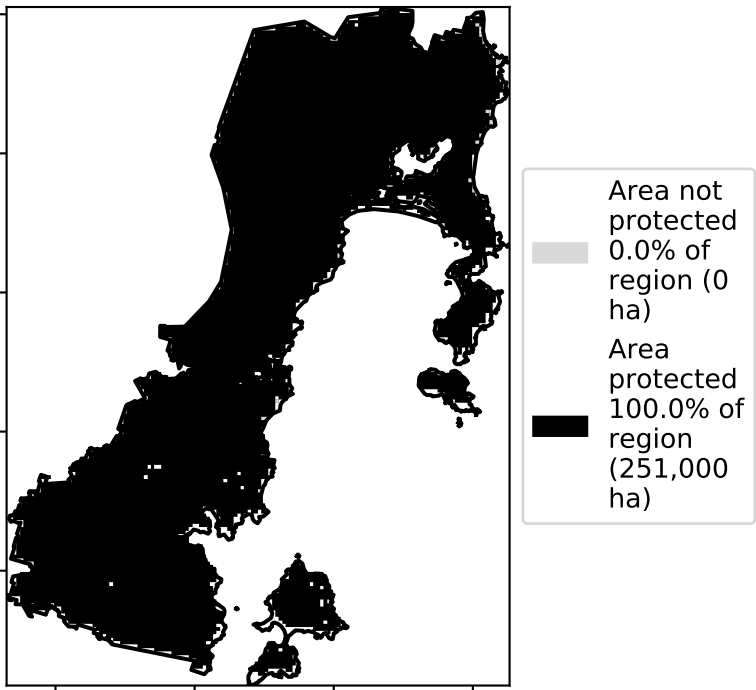 Area not
protected
0.0% of
region (0
ha)
Area
protected
100.0% of
region
(251,000
ha)